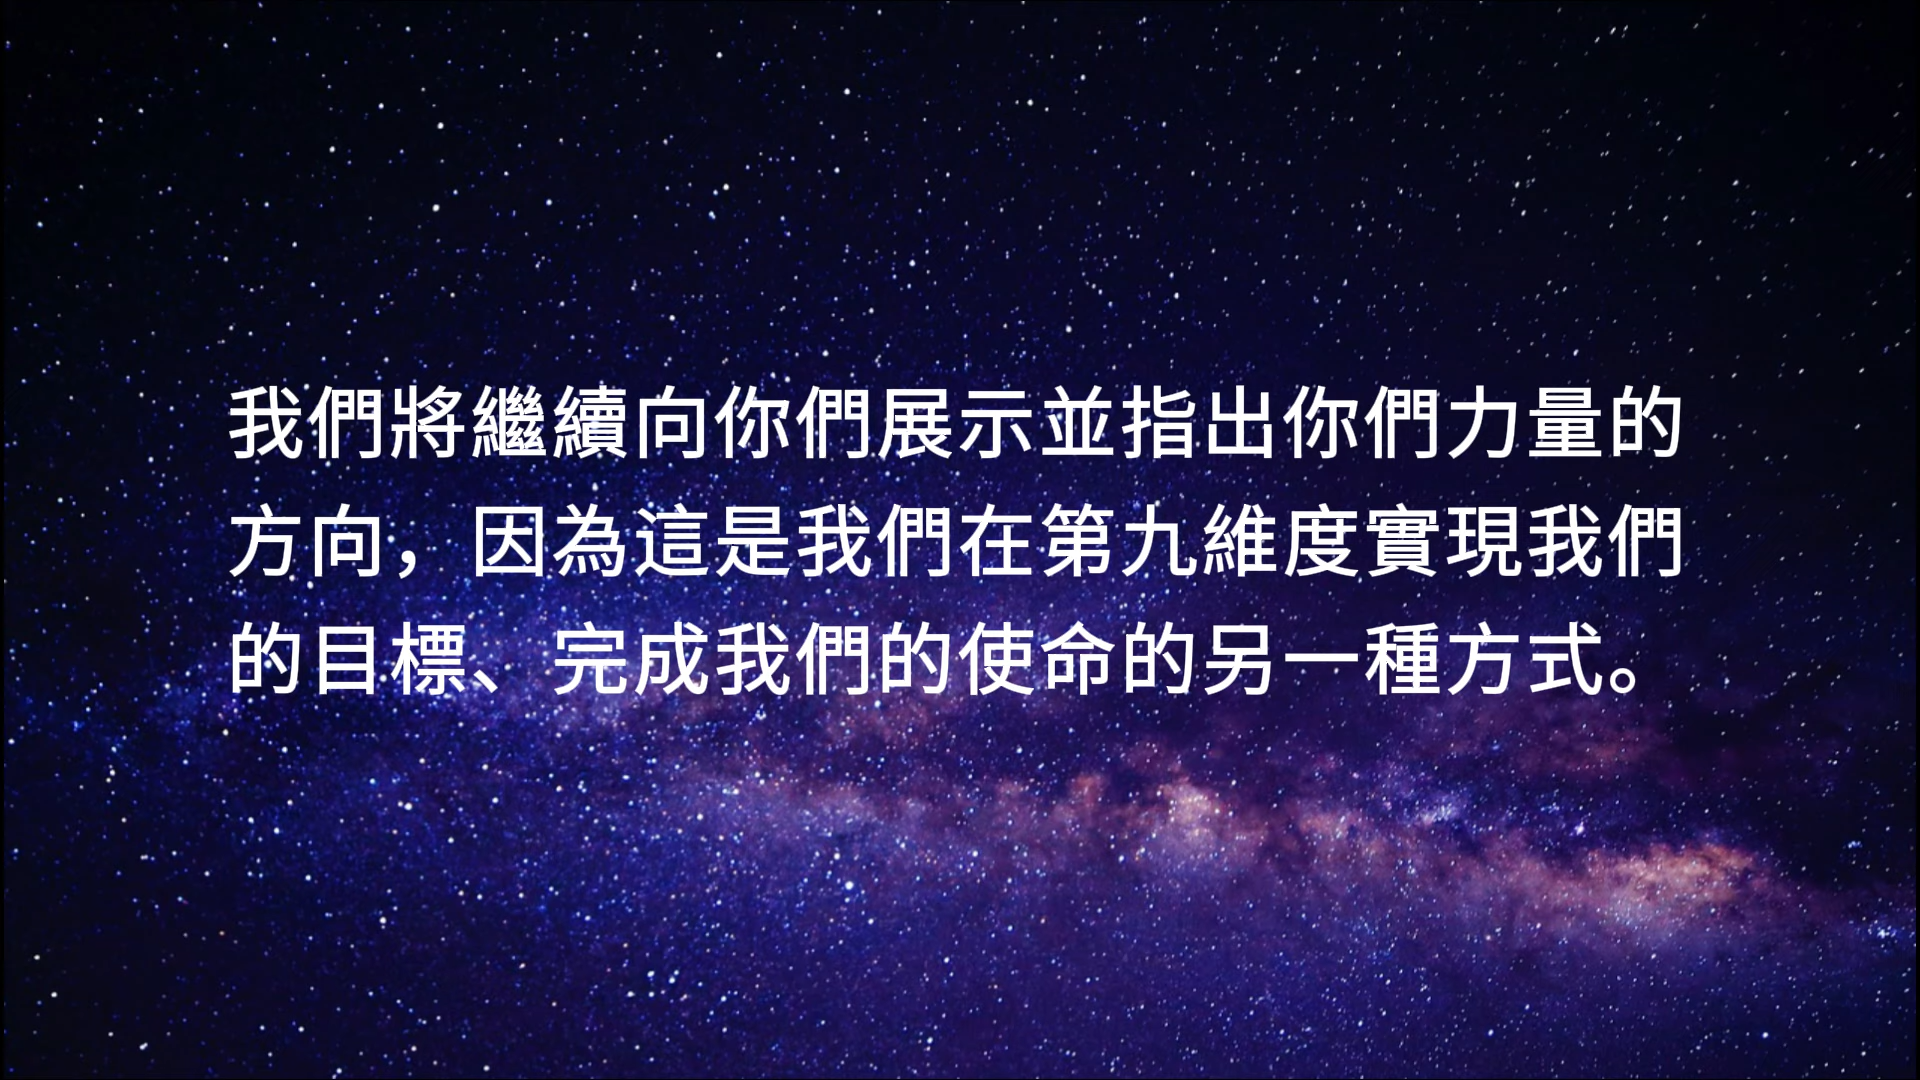 我們將繼續向你們展示並指出你們力量的
方向，因為這是我們在第九維度實現我們
的目標、完成我們的使命的另一種方式。